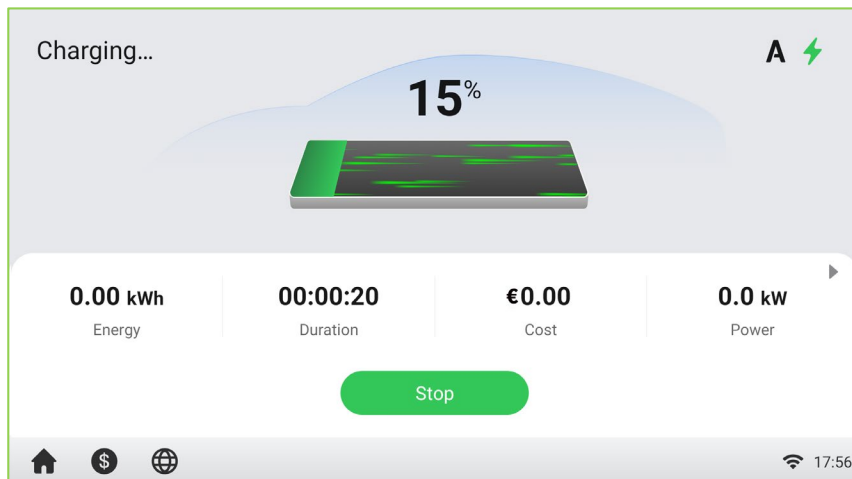 Charging...
A
15%
0.00 kWh
Energy
00:00:20
Duration
€0.00
Cost
0.0 kW
Power
Stop
$
17:56